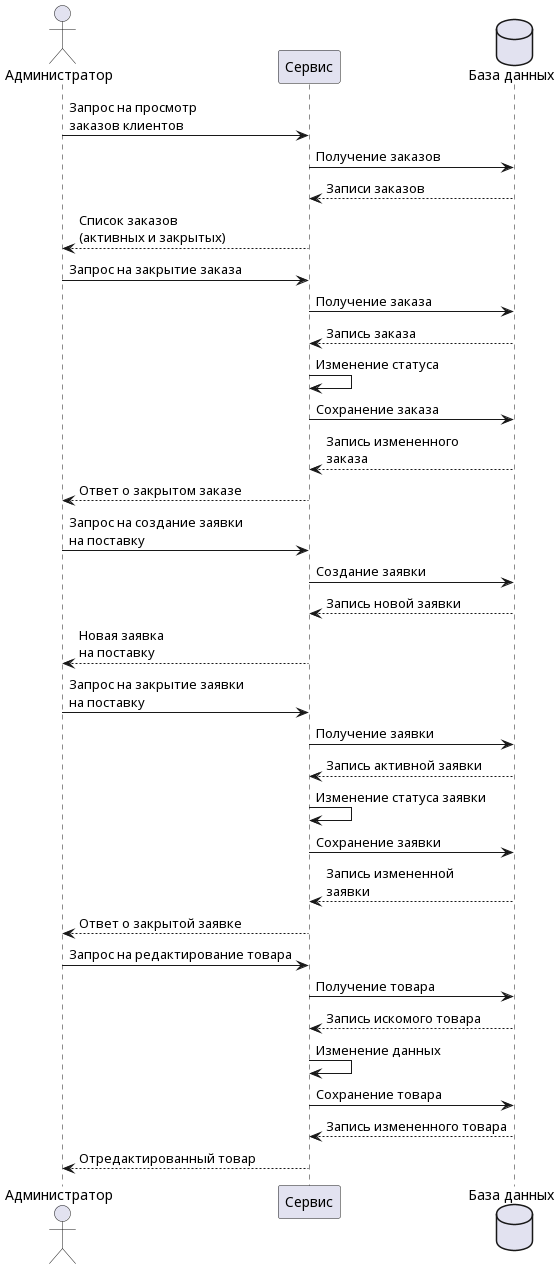 Администратор
Сервис
База данных
Запрос на просмотр
заказов клиентов
Получение заказов
Записи заказов
Список заказов
(активных и закрытых)
Запрос на закрытие заказа
Получение заказа
Запись заказа
Изменение статуса
Сохранение заказа
Запись измененного
заказа
Ответ о закрытом заказе
Запрос на создание заявки
на поставку
Создание заявки
Запись новой заявки
Новая заявка
на поставку
Запрос на закрытие заявки
на поставку
Получение заявки
Запись активной заявки
Изменение статуса заявки
Сохранение заявки
Запись измененной
заявки
Ответ о закрытой заявке
Запрос на редактирование товара
Получение товара
Запись искомого товара
Изменение данных
Сохранение товара
Запись измененного товара
Отредактированный товар
Администратор
Сервис
База данных